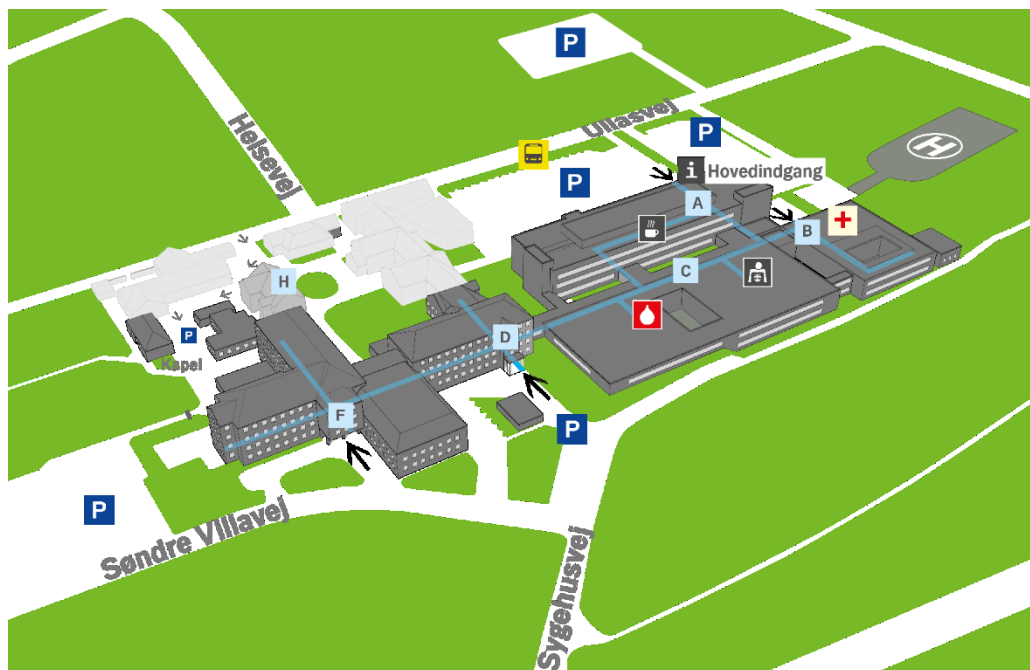 P
Helsevej
Ullasvej
P
P
H
i Hovedindgang
A
B
C
H
D
P
Kapel
F
P
P
Søndre Villavej
Sygehusvej